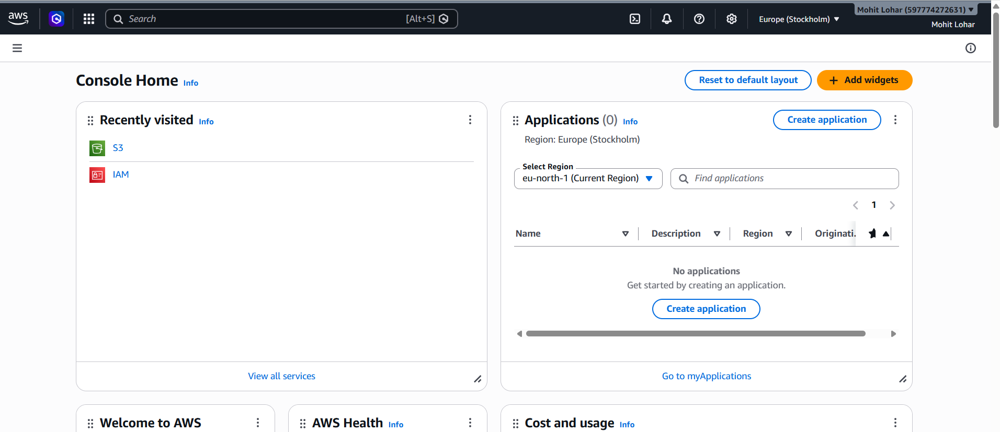 aws
Search [Alt+S]
Europe (Stockholm)
Mohit Lohar (597774272631)
Mohit Lohar
Console Home Info
Reset to default layout
Add widgets
Recently visited Info
S3
IAM
View all services
Applications (0) Info
Create application
Region: Europe (Stockholm)
Select Region
eu-north-1 (Current Region)
Find applications
1
Name Description Region Originati.
No applications
Get started by creating an application.
Create application
Go to myApplications
Welcome to AWS
AWS Health Info
Cost and usage Info